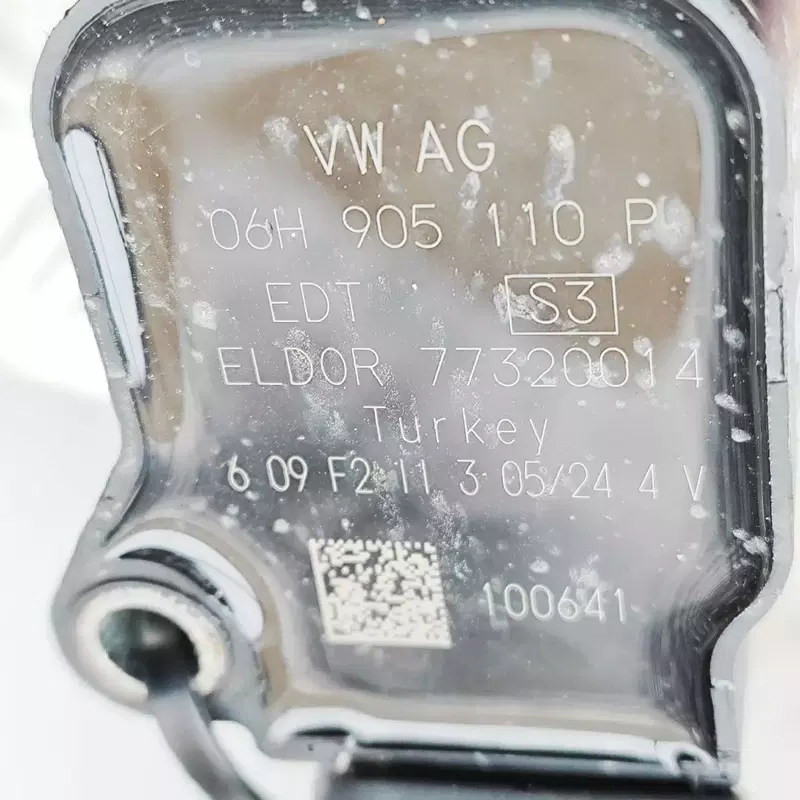 VW AG
06H 905 110 P
EDT S3
ELDOR 77320014
Turkey
6 09 F2 11 3 05/24 4 V
100641